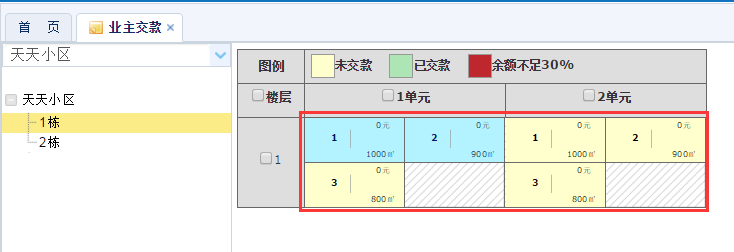 首 页 业主交款 ×
天天小区
天天小区
1栋
2栋
图例 未交款 已交款 余额不足30%
楼层 1单元 2单元
1
1 0元 1000㎡
2 0元 900㎡
1 0元 1000㎡
2 0元 900㎡
3 0元 800㎡
3 0元 800㎡